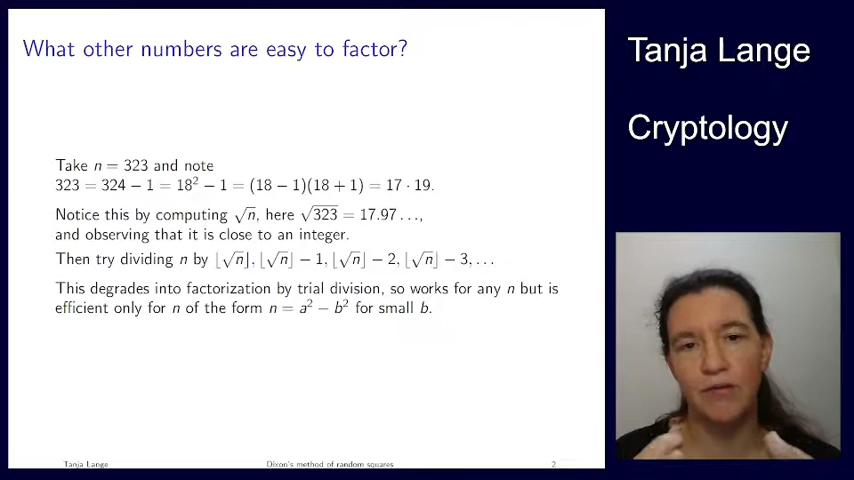 What other numbers are easy to factor?
Tanja Lange
Cryptology
Take n = 323 and note
323 = 324 − 1 = 18² − 1 = (18 − 1)(18 + 1) = 17 · 19.
Notice this by computing √n, here √323 = 17.97 . . .,
and observing that it is close to an integer.
Then try dividing n by ⌊√n⌋, ⌊√n⌋ − 1, ⌊√n⌋ − 2, ⌊√n⌋ − 3, . . .
This degrades into factorization by trial division, so works for any n but is
efficient only for n of the form n = a² − b² for small b.
Tanja Lange
Dixon's method of random squares
2